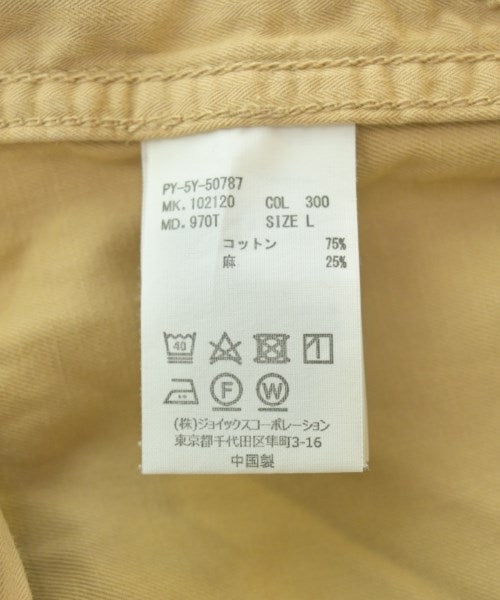 PY-5Y-50787
MK. 102120 COL 300
MD. 970T SIZE L
コットン 75%
麻 25%
40
F W
(株)ジョイックスコーポレーション
東京都千代田区隼町3-16
中国製